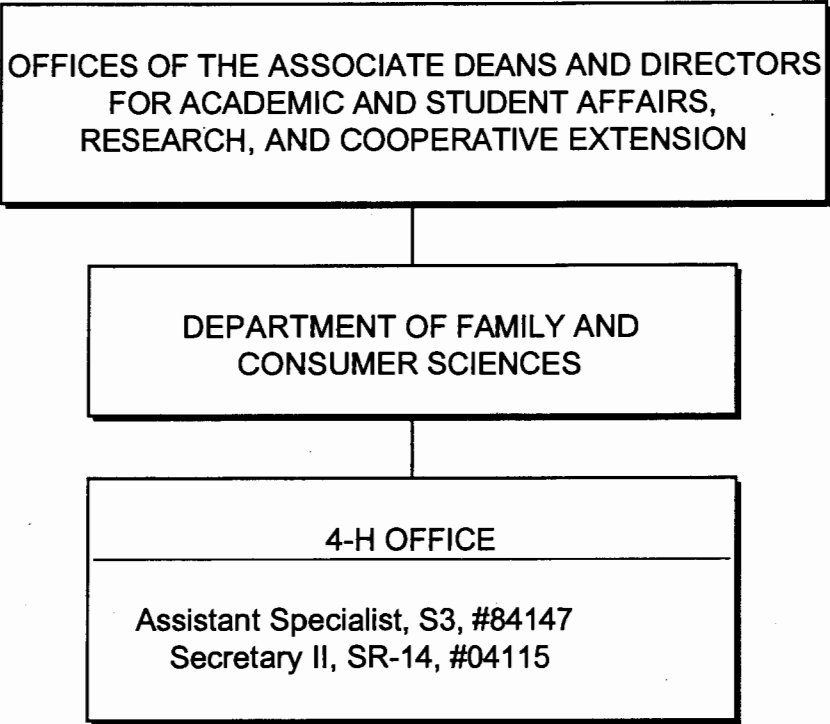 OFFICES OF THE ASSOCIATE DEANS AND DIRECTORS
FOR ACADEMIC AND STUDENT AFFAIRS,
RESEARCH, AND COOPERATIVE EXTENSION
DEPARTMENT OF FAMILY AND
CONSUMER SCIENCES
4-H OFFICE
Assistant Specialist, S3, #84147
Secretary II, SR-14, #04115